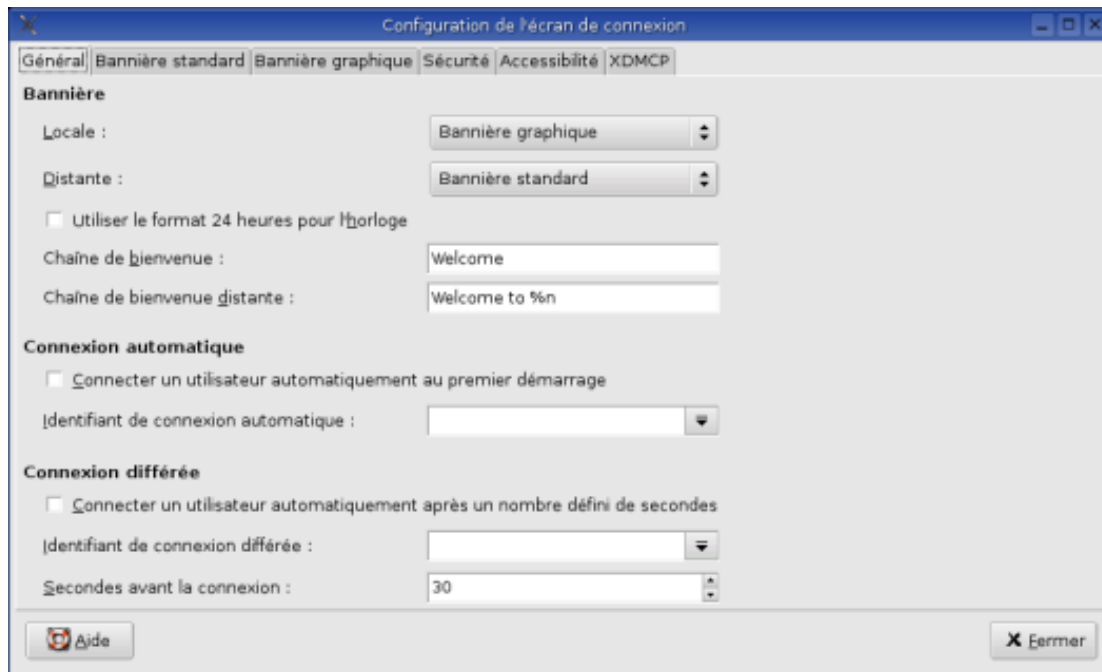 Configuration de l'écran de connexion
Général Bannière standard Bannière graphique Sécurité Accessibilité XDMCP
Bannière
Locale : Bannière graphique
Distante : Bannière standard
Utiliser le format 24 heures pour l'horloge
Chaîne de bienvenue : Welcome
Chaîne de bienvenue distante : Welcome to %n
Connexion automatique
Connecter un utilisateur automatiquement au premier démarrage
Identifiant de connexion automatique :
Connexion différée
Connecter un utilisateur automatiquement après un nombre défini de secondes
Identifiant de connexion différée :
Secondes avant la connexion : 30
Aide Fermer